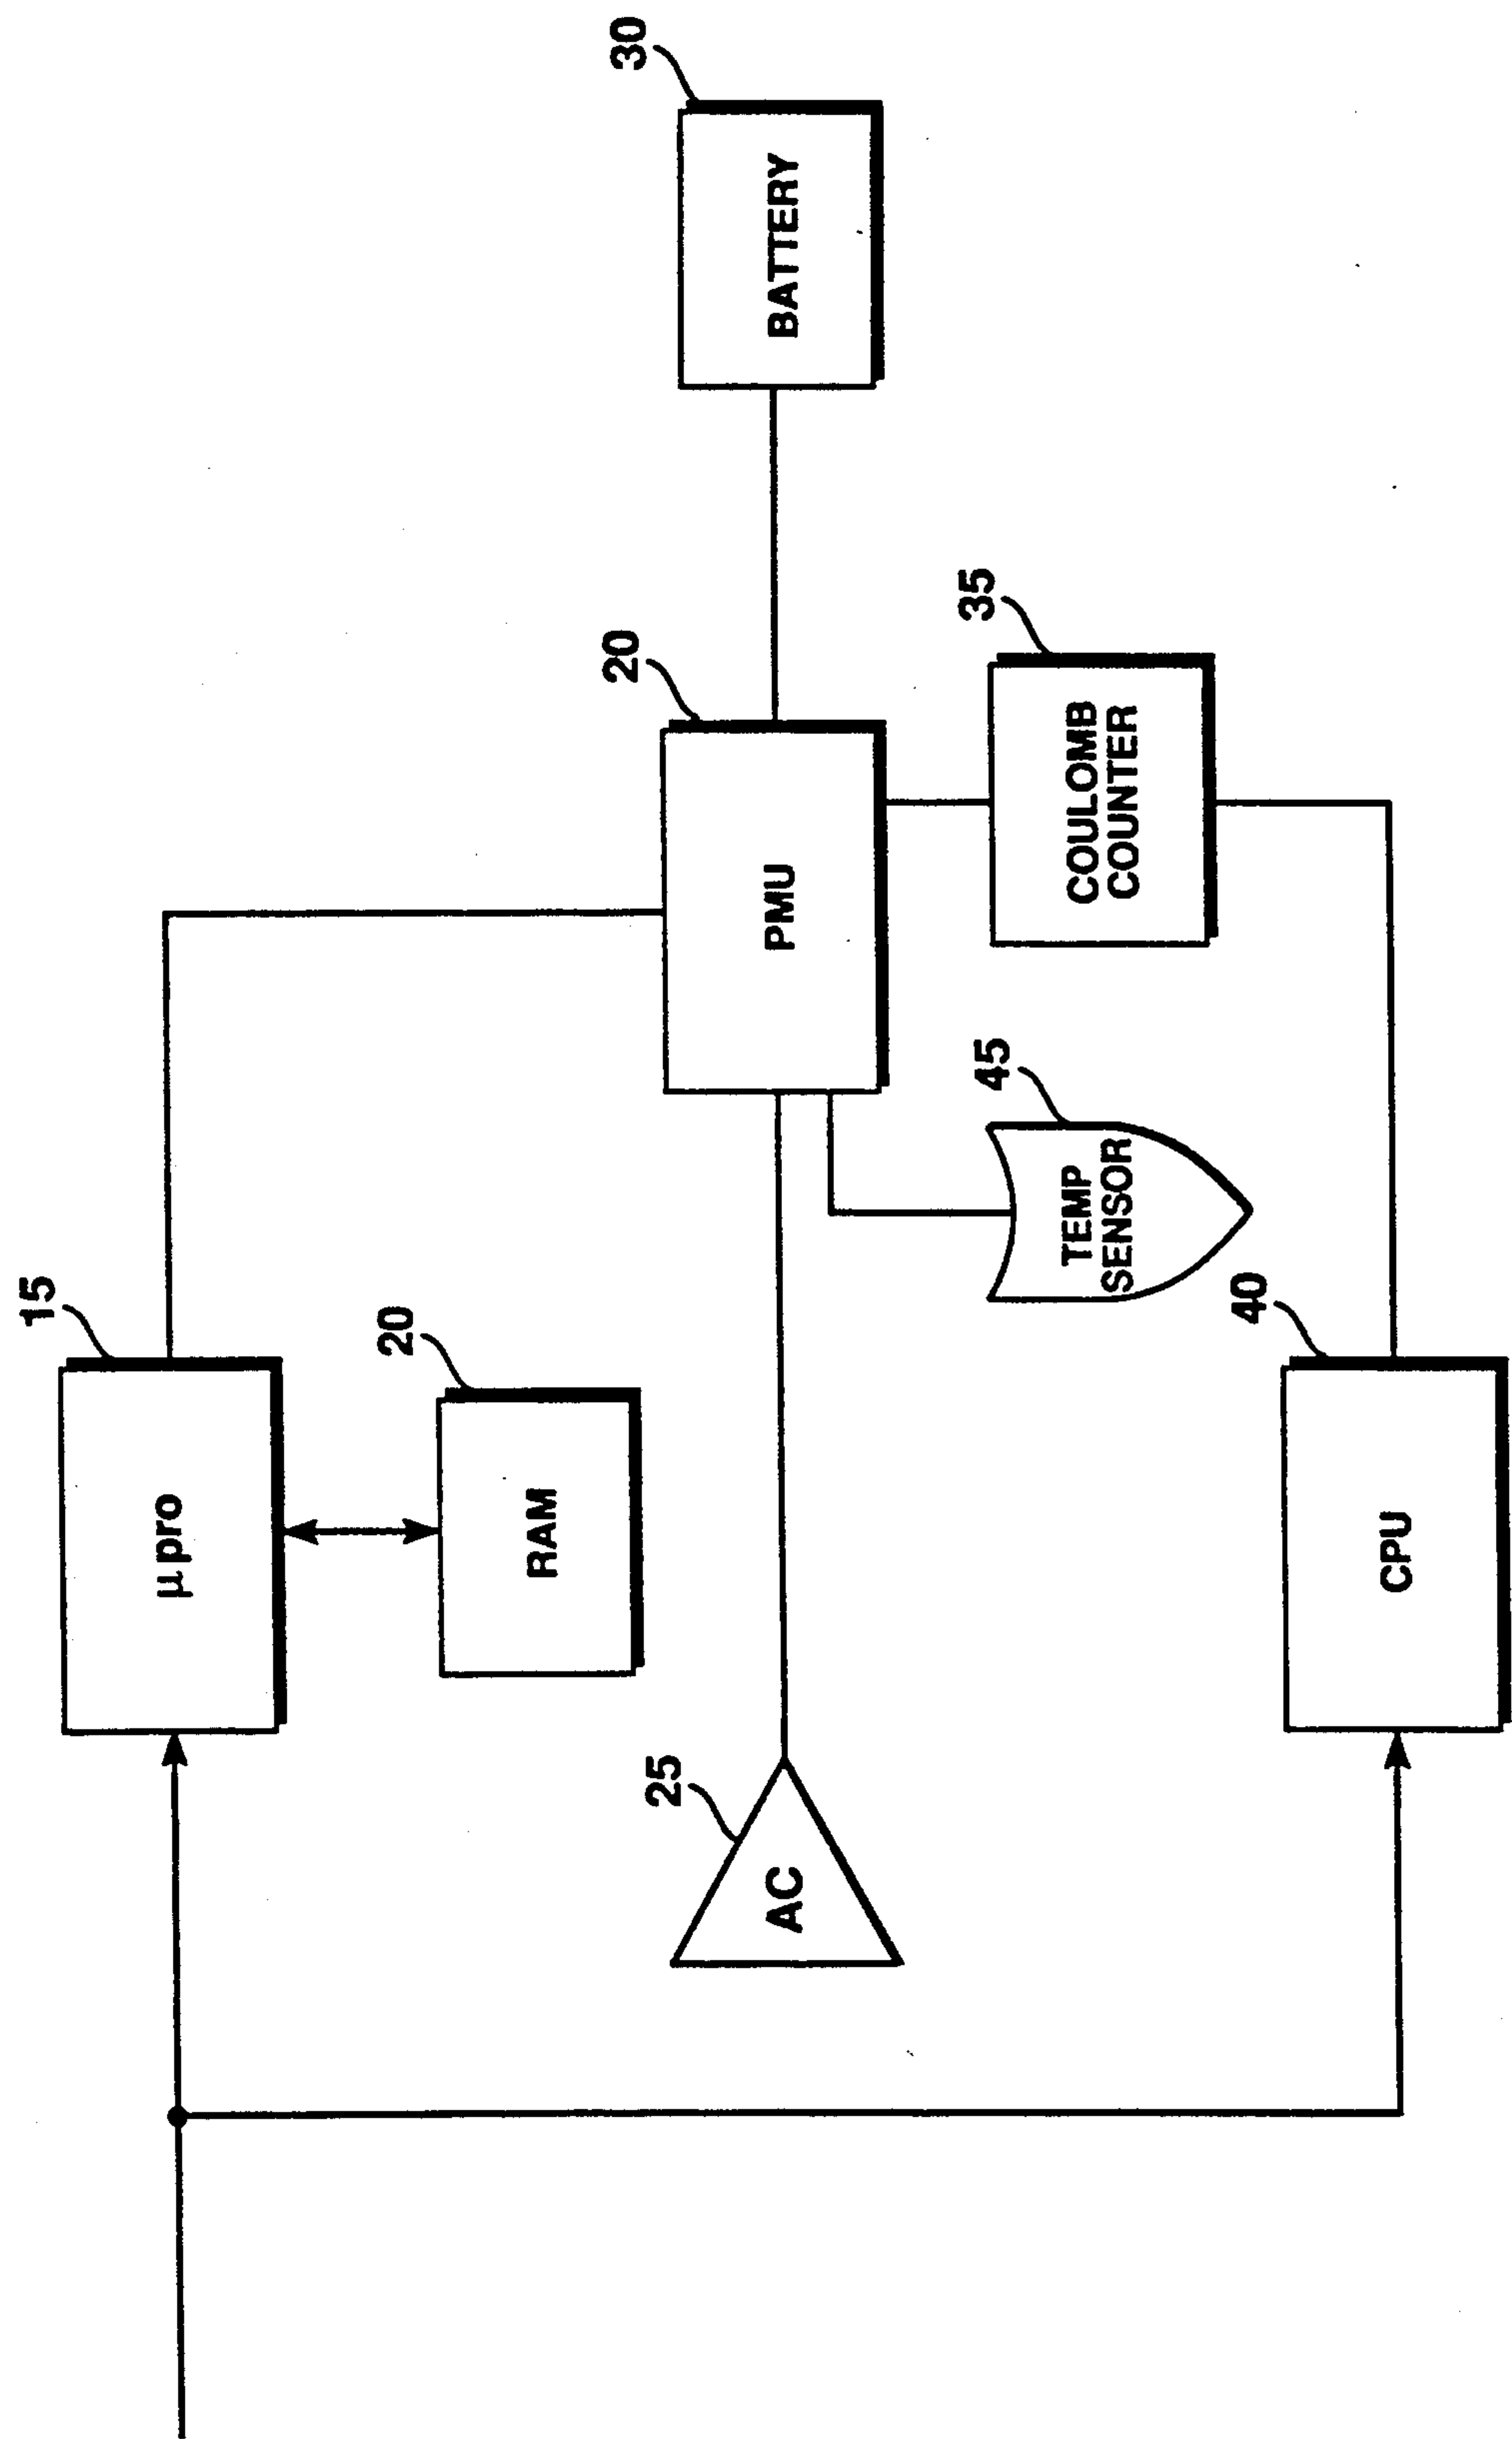 15
μ pro
20
RAM
25
AC
20
PMU
30
BATTERY
45
TEMP
SENSOR
35
COULOMB
COUNTER
40
CPU